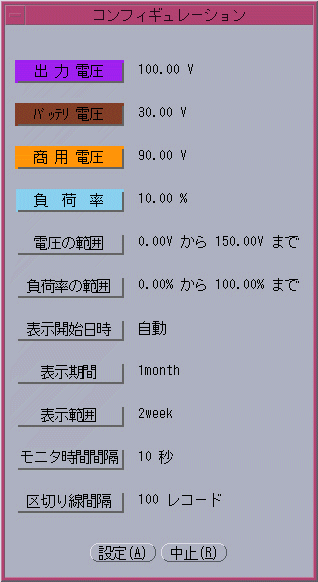 コンフィギュレーション
出力電圧 100.00 V
バッテリ電圧 30.00 V
商用電圧 90.00 V
負荷率 10.00 %
電圧の範囲 0.00V から 150.00V まで
負荷率の範囲 0.00% から 100.00% まで
表示開始日時 自動
表示期間 1month
表示範囲 2week
モニタ時間間隔 10 秒
区切り線間隔 100 レコード
設定(A) 中止(R)